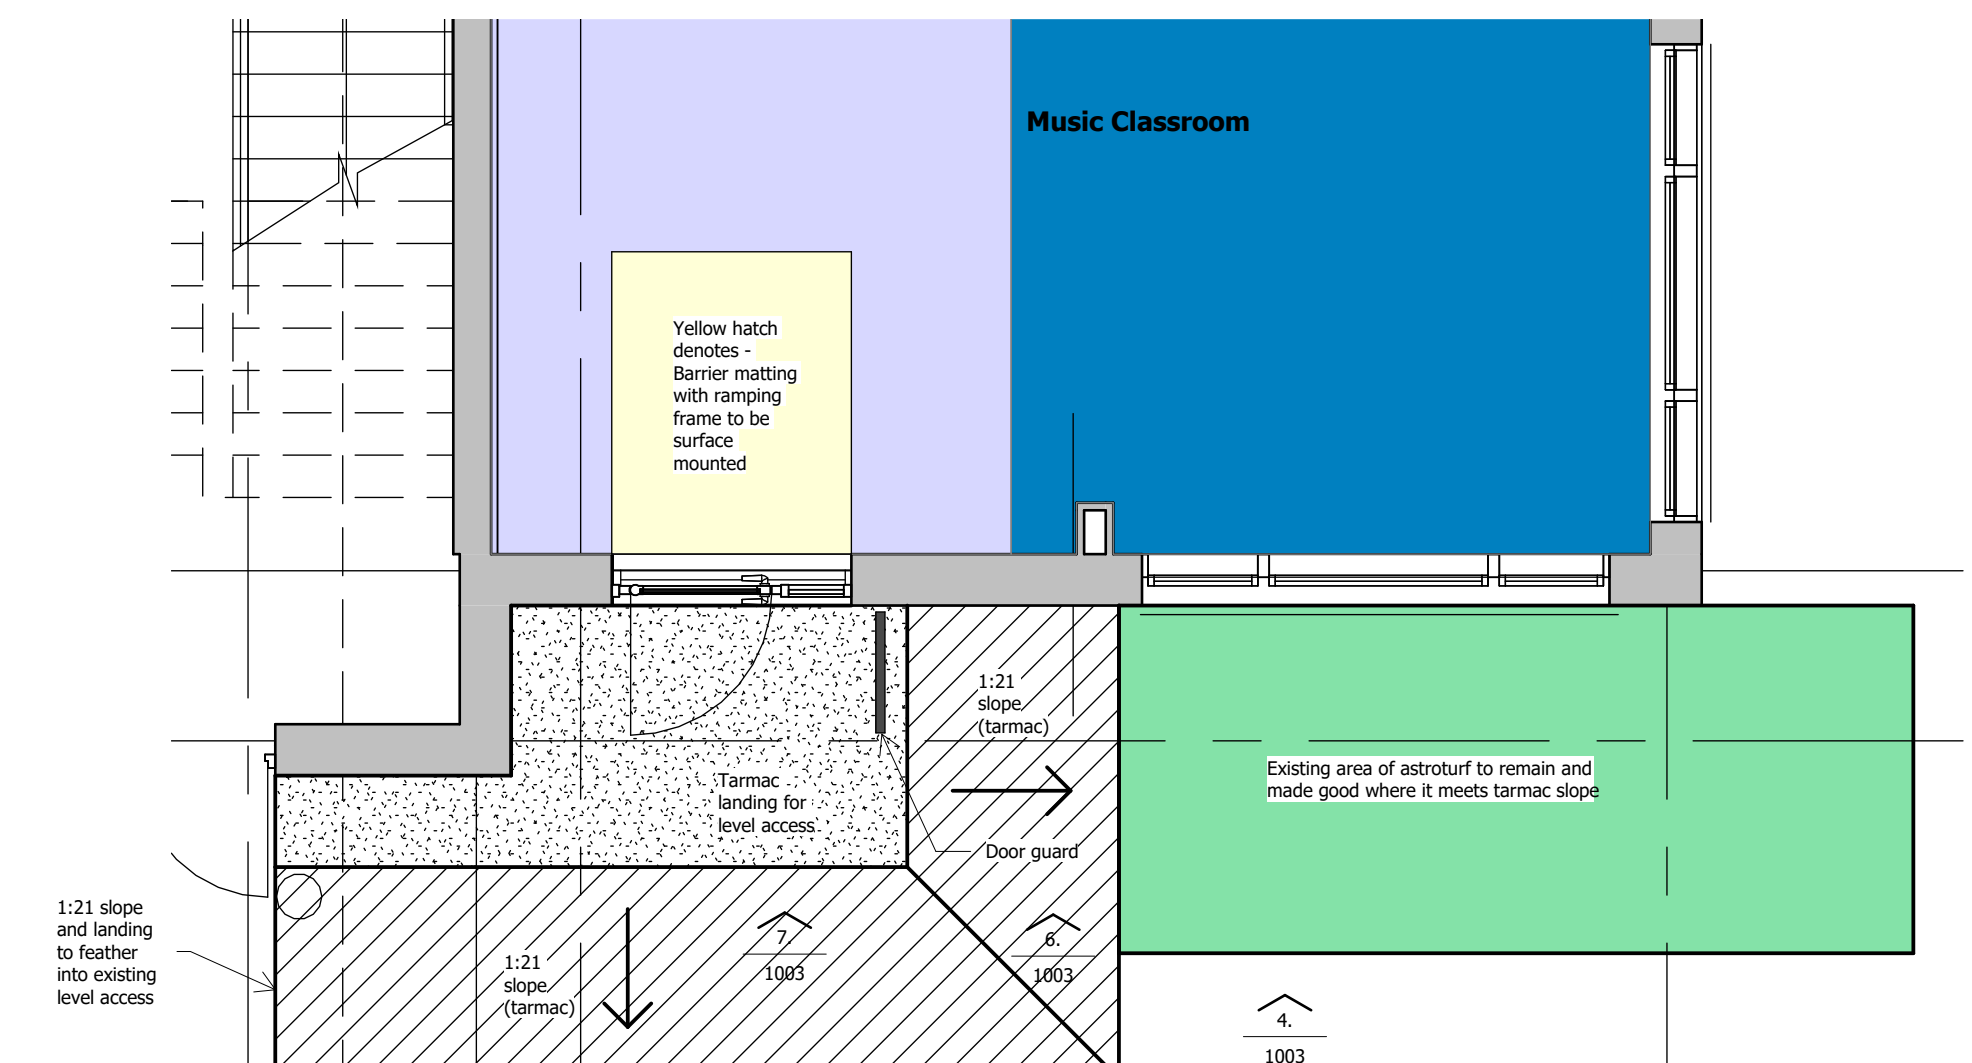 Music Classroom
Yellow hatch
denotes -
Barrier matting
with ramping
frame to be
surface
mounted
1:21
slope
(tarmac)
Existing area of astroturf to remain and
made good where it meets tarmac slope
Tarmac
landing for
level access
Door guard
1:21 slope
and landing
to feather
into existing
level access
1:21
slope
(tarmac)
7.
1003
6.
1003
4.
1003